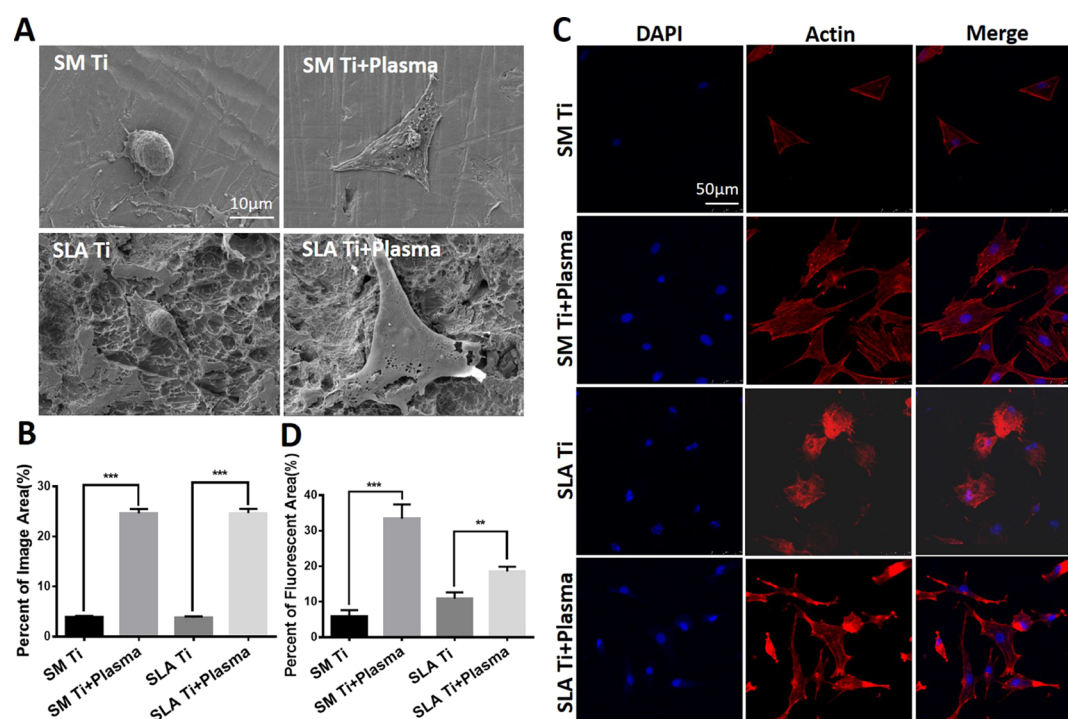 A
SM Ti
SM Ti+Plasma
10μm
SLA Ti
SLA Ti+Plasma
B
Percent of Image Area(%)
30
20
10
0
***
***
SM Ti
SM Ti+Plasma
SLA Ti
SLA Ti+Plasma
D
Percent of Fluorescent Area(%)
40
30
20
10
0
***
**
SM Ti
SM Ti+Plasma
SLA Ti
SLA Ti+Plasma
C
DAPI
Actin
Merge
SM Ti
50μm
SM Ti+Plasma
SLA Ti
SLA Ti+Plasma